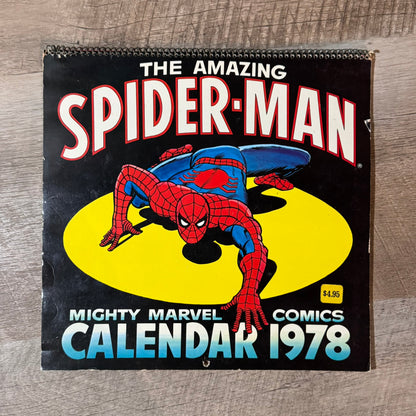 THE AMAZING
SPIDER-MAN
$4.95
MIGHTY MARVEL COMICS
CALENDAR 1978